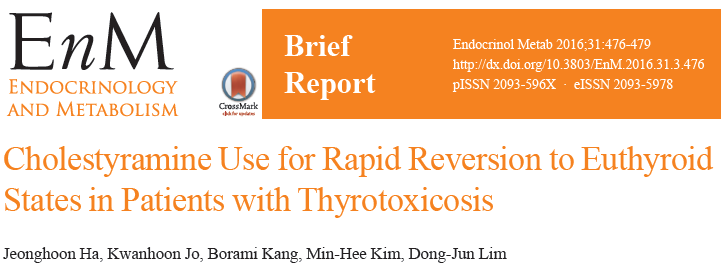 EnM
ENDOCRINOLOGY
AND METABOLISM
CrossMark
click for updates
Brief
Report
Endocrinol Metab 2016;31:476-479
http://dx.doi.org/10.3803/EnM.2016.31.3.476
pISSN 2093-596X · eISSN 2093-5978
Cholestyramine Use for Rapid Reversion to Euthyroid
States in Patients with Thyrotoxicosis
Jeonghoon Ha, Kwanhoon Jo, Borami Kang, Min-Hee Kim, Dong-Jun Lim